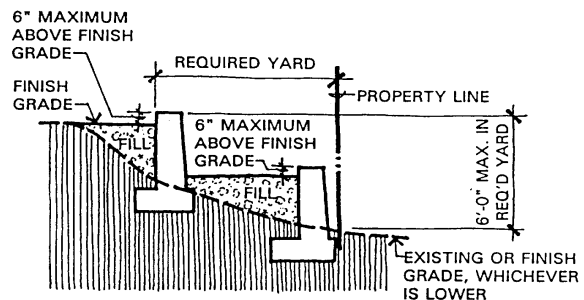 6" MAXIMUM
ABOVE FINISH
GRADE
REQUIRED YARD
FINISH
GRADE
PROPERTY LINE
6" MAXIMUM
ABOVE FINISH
GRADE
FILL
FILL
6'-0" MAX. IN
REQ'D YARD
EXISTING OR FINISH
GRADE, WHICHEVER
IS LOWER